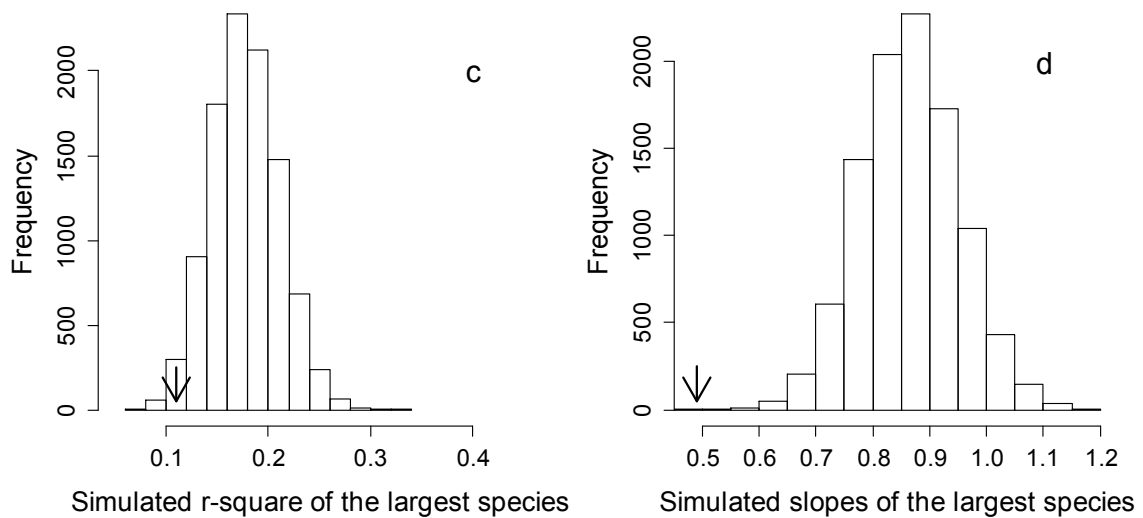 c
Frequency
2000
1500
1000
500
0
0.1 0.2 0.3 0.4
Simulated r-square of the largest species
d
Frequency
2000
1500
1000
500
0
0.5 0.6 0.7 0.8 0.9 1.0 1.1 1.2
Simulated slopes of the largest species